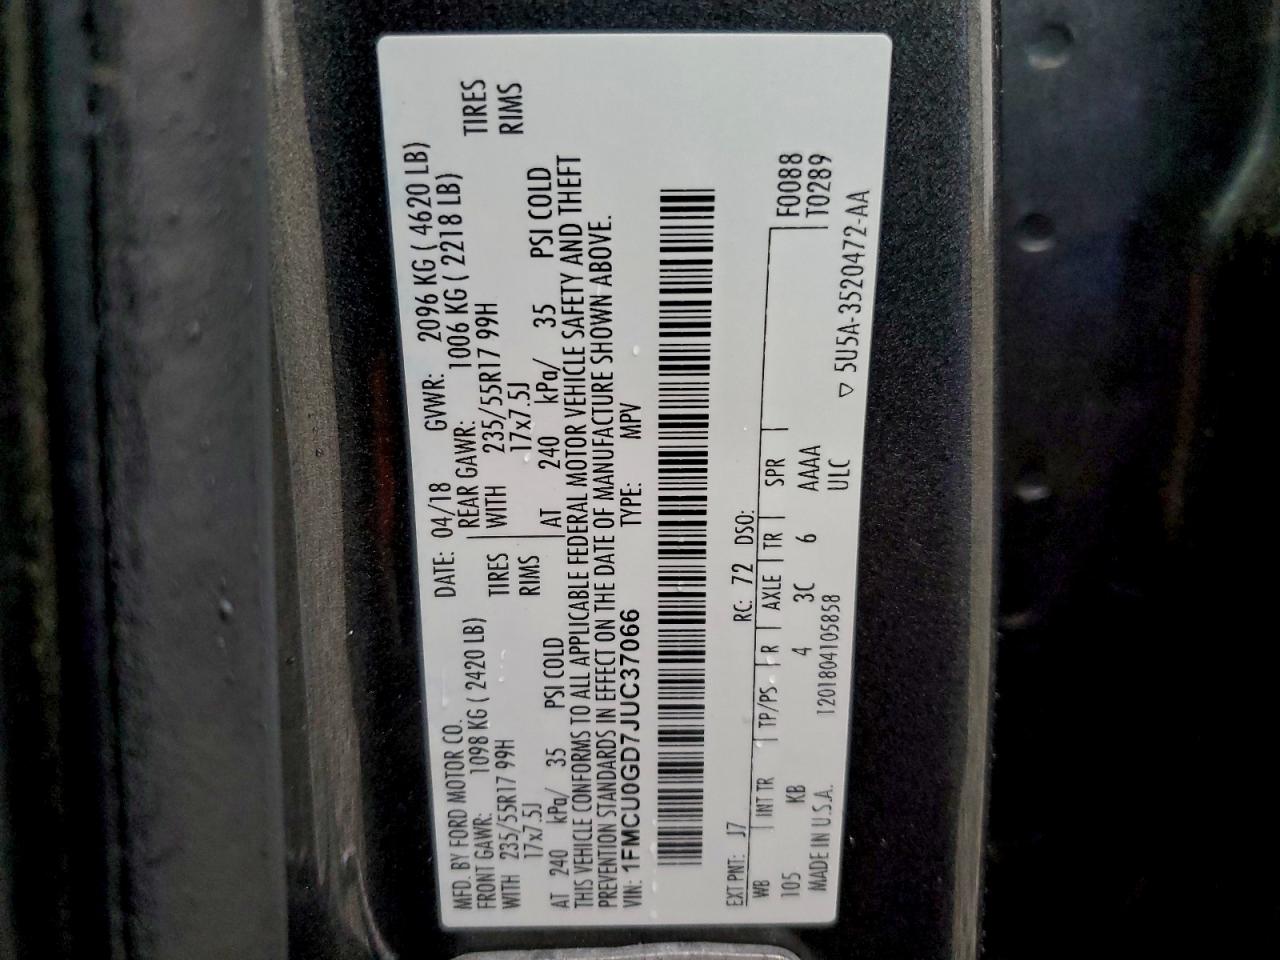 MFD. BY FORD MOTOR CO.
DATE: 04/18 GVWR: 2096 KG ( 4620 LB)
FRONT GAWR: 1098 KG ( 2420 LB) REAR GAWR: 1006 KG ( 2218 LB)
WITH 235/55R17 99H TIRES WITH 235/55R17 99H TIRES
17x7.5J RIMS 17x7.5J RIMS
AT 240 kPa/ 35 PSI COLD AT 240 kPa/ 35 PSI COLD
THIS VEHICLE CONFORMS TO ALL APPLICABLE FEDERAL MOTOR VEHICLE SAFETY AND THEFT
PREVENTION STANDARDS IN EFFECT ON THE DATE OF MANUFACTURE SHOWN ABOVE.
VIN: 1FMCU0GD7JUC37066 TYPE: MPV
EXT PNT: J7 RC: 72 DSO:
WB INT TR TP/PS R AXLE TR SPR F0088
T0289
105 KB 4 3C 6 AAAA
MADE IN U.S.A. 1201804105858 ULC
▽ 5U5A-3520472-AA